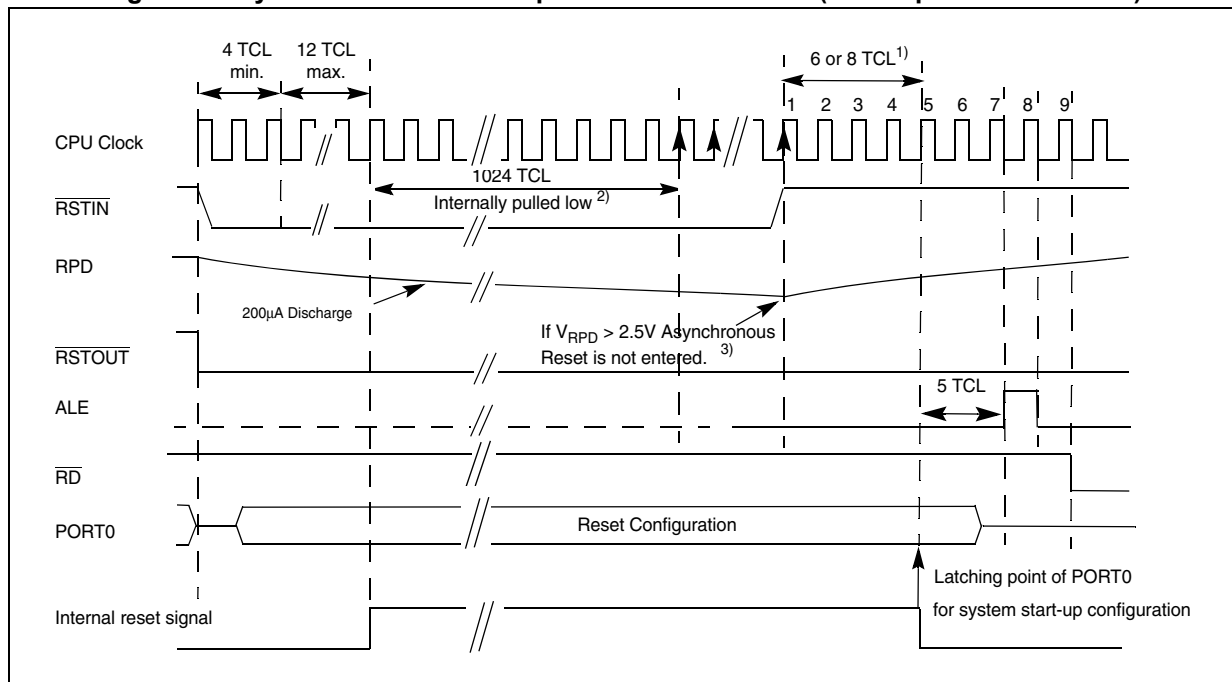 4 TCL
min.
12 TCL
max.
6 or 8 TCL1)
1 2 3 4 5 6 7 8 9
CPU Clock
1024 TCL
RSTIN
Internally pulled low 2)
RPD
200µA Discharge
If VRPD > 2.5V Asynchronous
Reset is not entered. 3)
RSTOUT
5 TCL
ALE
RD
PORT0
Reset Configuration
Latching point of PORT0
for system start-up configuration
Internal reset signal